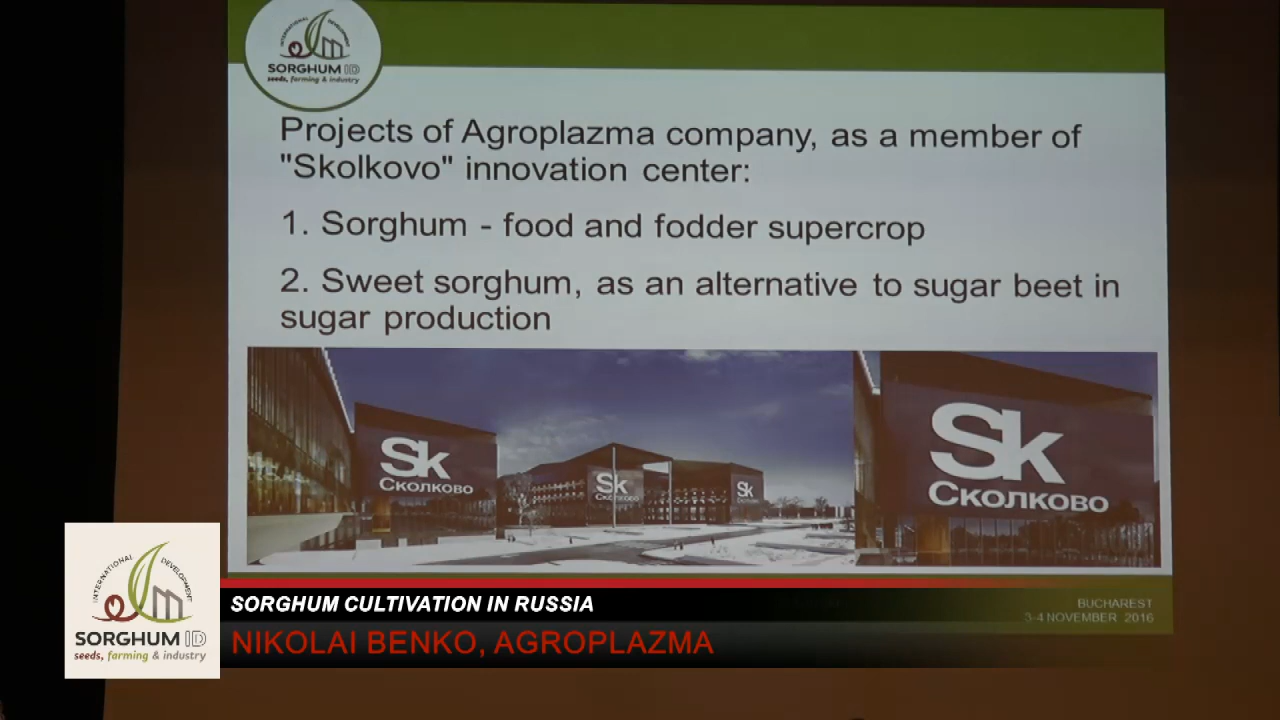 INTERNATIONAL DEVELOPMENT
SORGHUM ID
seeds, farming & industry
Projects of Agroplazma company, as a member of
"Skolkovo" innovation center:
1. Sorghum - food and fodder supercrop
2. Sweet sorghum, as an alternative to sugar beet in
sugar production
Sk
Сколково
Sk
Сколково
Sk
Sk
Сколково
BUCHAREST
3-4 NOVEMBER 2016
INTERNATIONAL DEVELOPMENT
SORGHUM ID
seeds, farming & industry
SORGHUM CULTIVATION IN RUSSIA
NIKOLAI BENKO, AGROPLAZMA